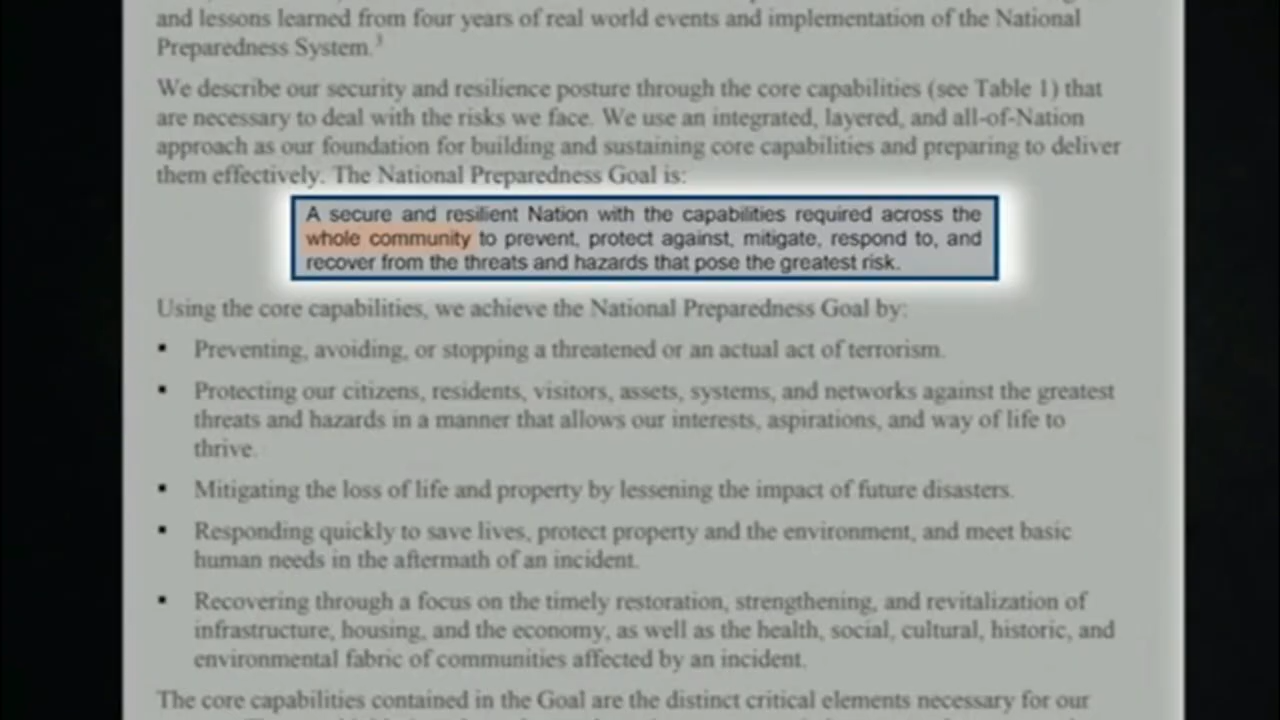 and lessons learned from four years of real world events and implementation of the National
Preparedness System.3
We describe our security and resilience posture through the core capabilities (see Table 1) that
are necessary to deal with the risks we face. We use an integrated, layered, and all-of-Nation
approach as our foundation for building and sustaining core capabilities and preparing to deliver
them effectively. The National Preparedness Goal is:
A secure and resilient Nation with the capabilities required across the
whole community to prevent, protect against, mitigate, respond to, and
recover from the threats and hazards that pose the greatest risk.
Using the core capabilities, we achieve the National Preparedness Goal by:
▪ Preventing, avoiding, or stopping a threatened or an actual act of terrorism.
▪ Protecting our citizens, residents, visitors, assets, systems, and networks against the greatest
threats and hazards in a manner that allows our interests, aspirations, and way of life to
thrive.
▪ Mitigating the loss of life and property by lessening the impact of future disasters.
▪ Responding quickly to save lives, protect property and the environment, and meet basic
human needs in the aftermath of an incident.
▪ Recovering through a focus on the timely restoration, strengthening, and revitalization of
infrastructure, housing, and the economy, as well as the health, social, cultural, historic, and
environmental fabric of communities affected by an incident.
The core capabilities contained in the Goal are the distinct critical elements necessary for our